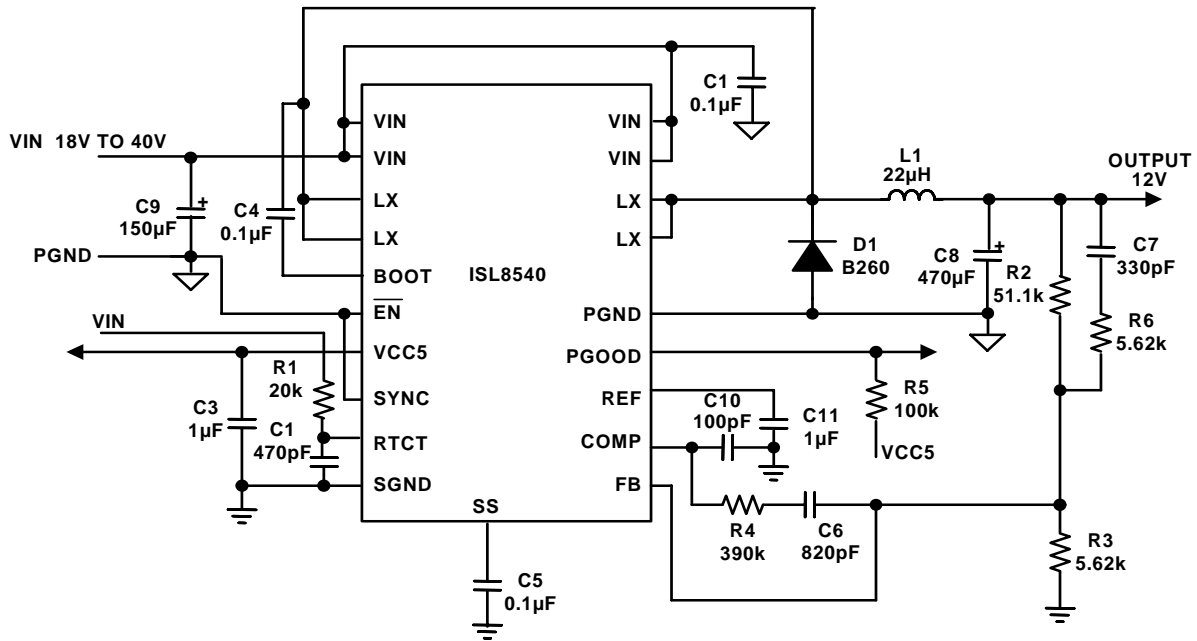 C1
0.1µF
VIN
VIN
VIN 18V TO 40V
VIN
VIN
L1
22µH
OUTPUT
12V
C9
150µF
+
C4
0.1µF
LX
LX
LX
LX
D1
B260
C8
470µF
+
R2
51.1k
C7
330pF
PGND
BOOT
ISL8540
EN
PGND
R6
5.62k
VIN
VCC5
PGOOD
R1
20k
SYNC
REF
C10
100pF
C11
1µF
R5
100k
C3
1µF
C1
470pF
RTCT
COMP
VCC5
SGND
FB
SS
R4
390k
C6
820pF
R3
5.62k
C5
0.1µF